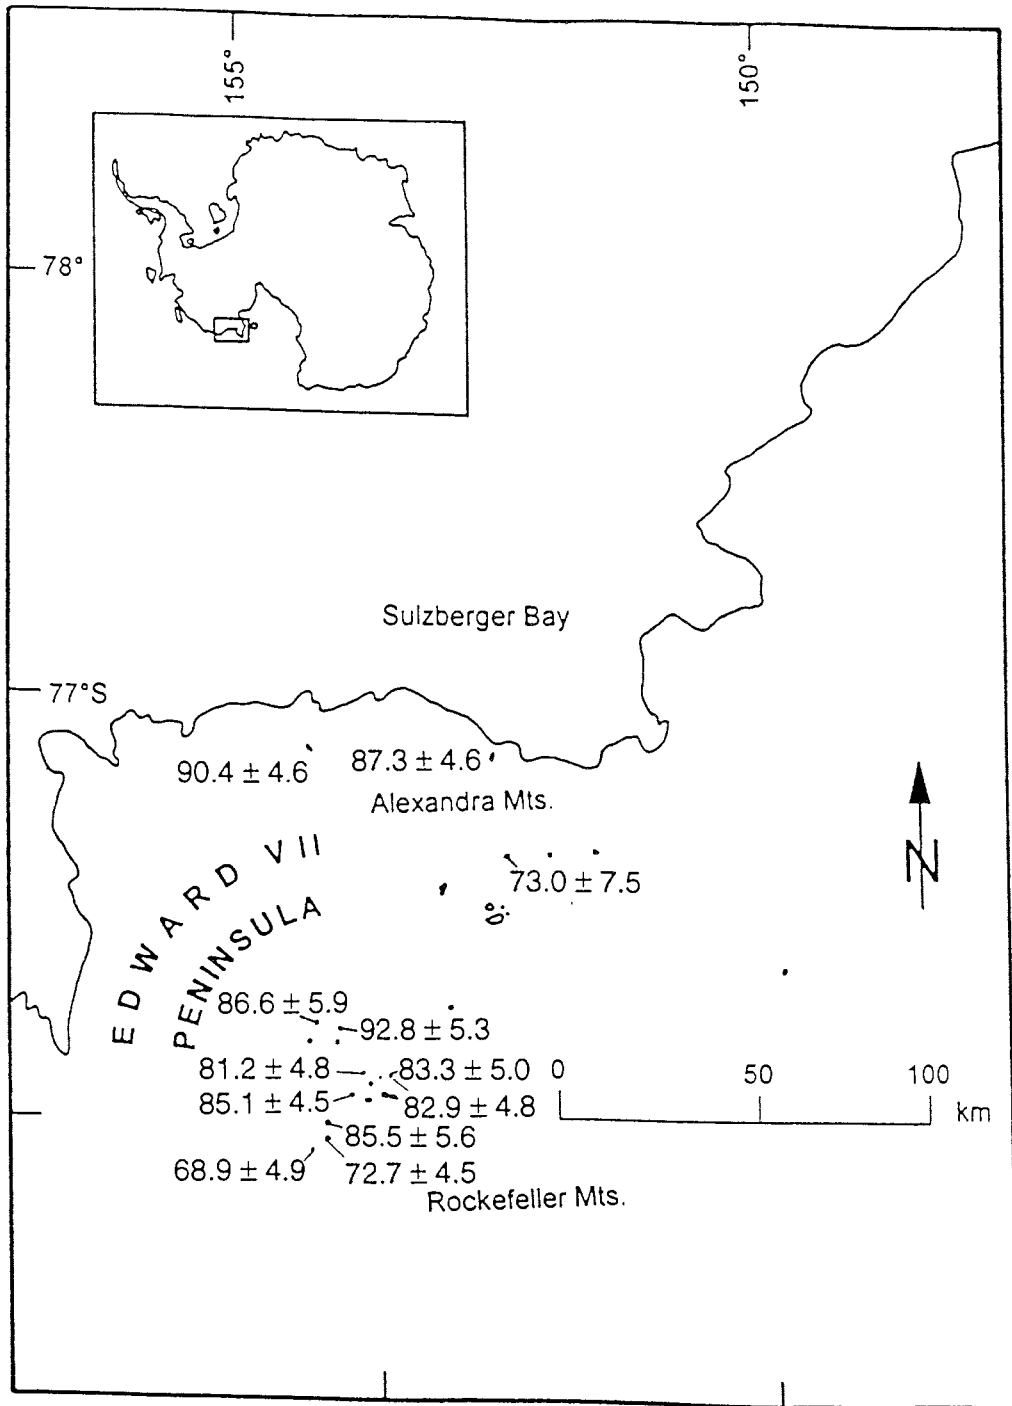 155°
150°
78°
Sulzberger Bay
77°S
90.4 ± 4.6
87.3 ± 4.6
Alexandra Mts.
EDWARD VII
PENINSULA
73.0 ± 7.5
N
86.6 ± 5.9
92.8 ± 5.3
81.2 ± 4.8
83.3 ± 5.0
0 50 100
km
85.1 ± 4.5
82.9 ± 4.8
85.5 ± 5.6
68.9 ± 4.9
72.7 ± 4.5
Rockefeller Mts.